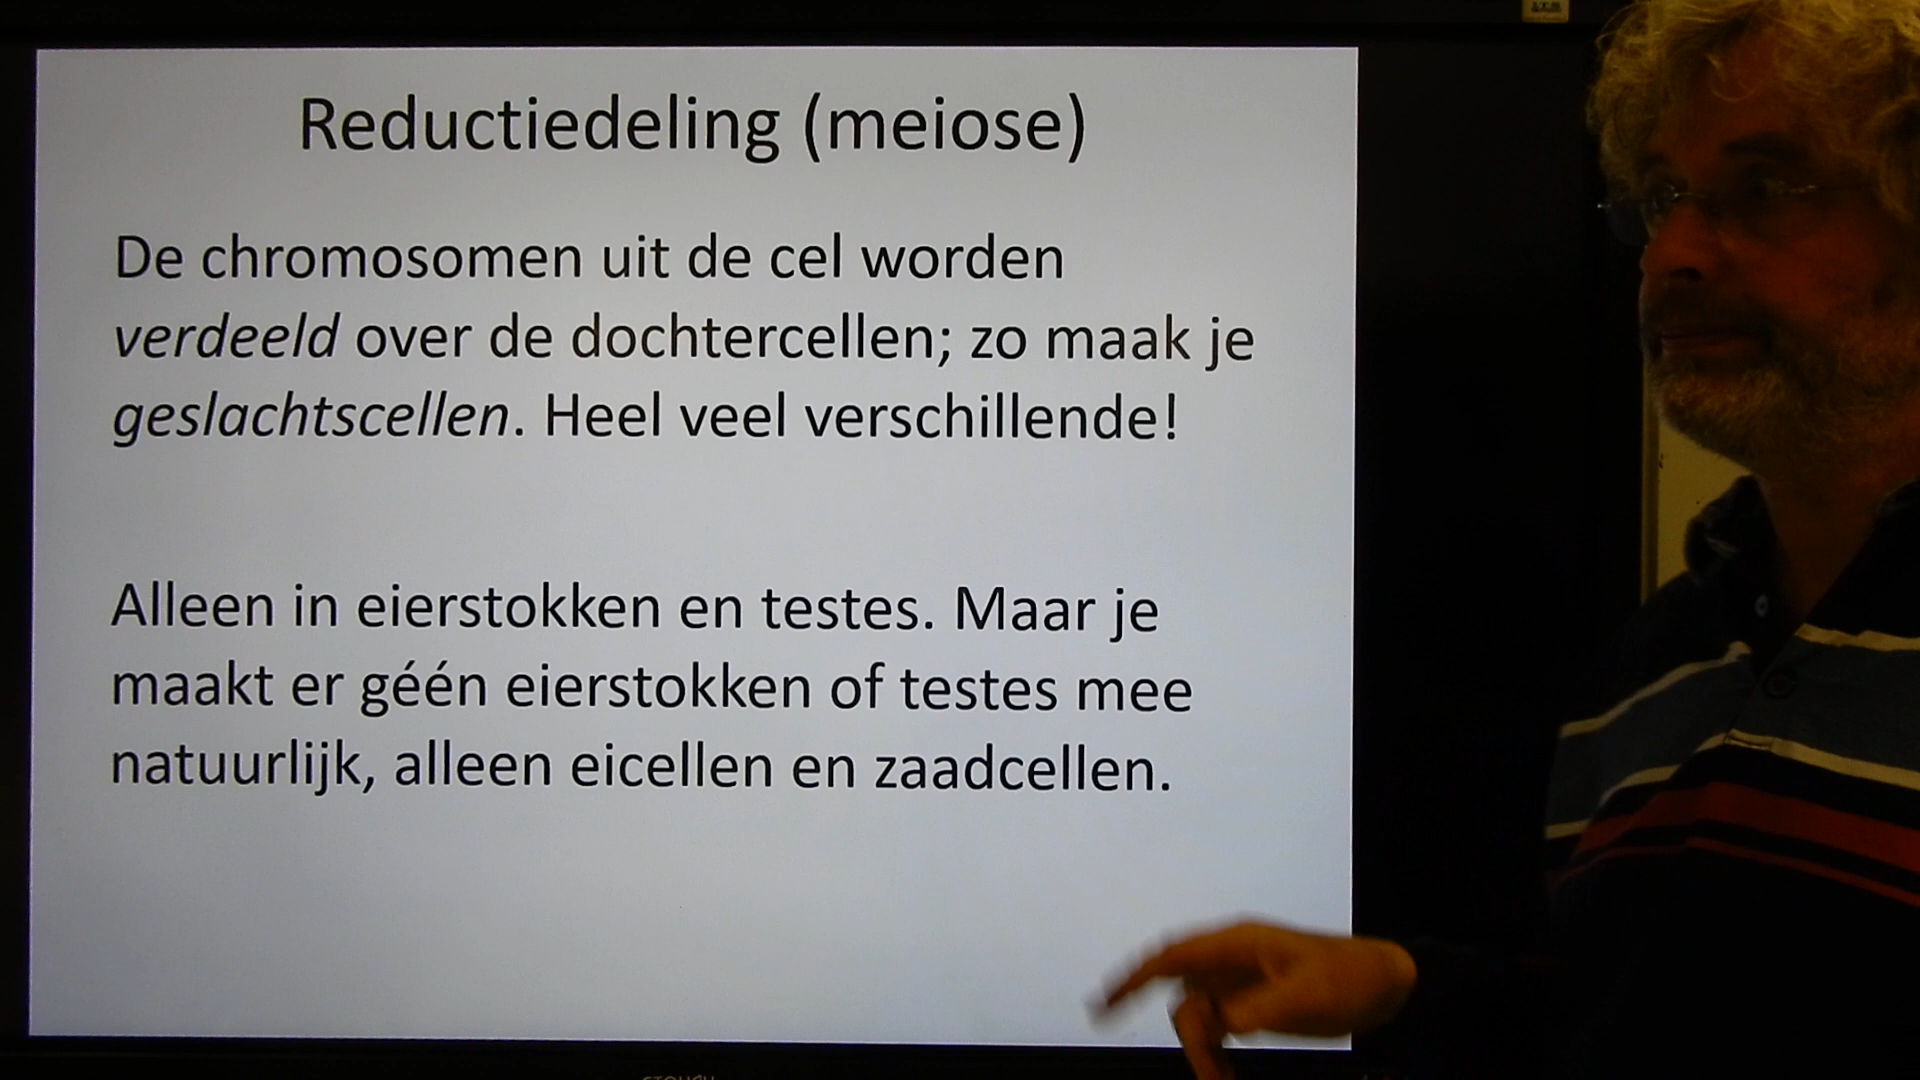 Reductiedeling (meiose)
De chromosomen uit de cel worden
verdeeld over de dochtercellen; zo maak je
geslachtscellen. Heel veel verschillende!
Alleen in eierstokken en testes. Maar je
maakt er géén eierstokken of testes mee
natuurlijk, alleen eicellen en zaadcellen.